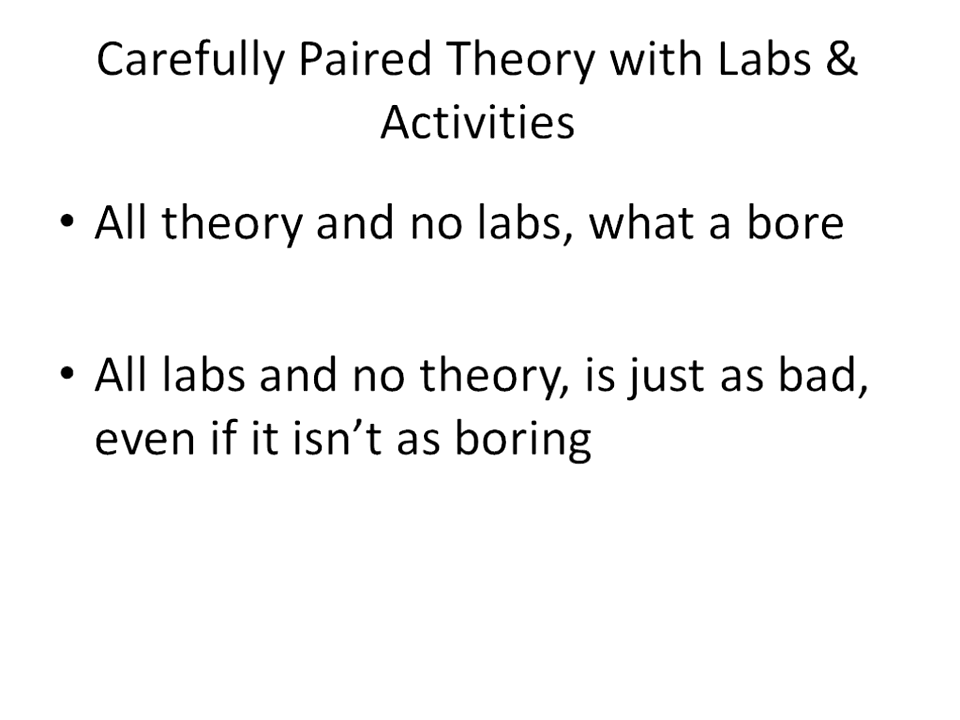 Carefully Paired Theory with Labs &
Activities
• All theory and no labs, what a bore
• All labs and no theory, is just as bad,
even if it isn’t as boring